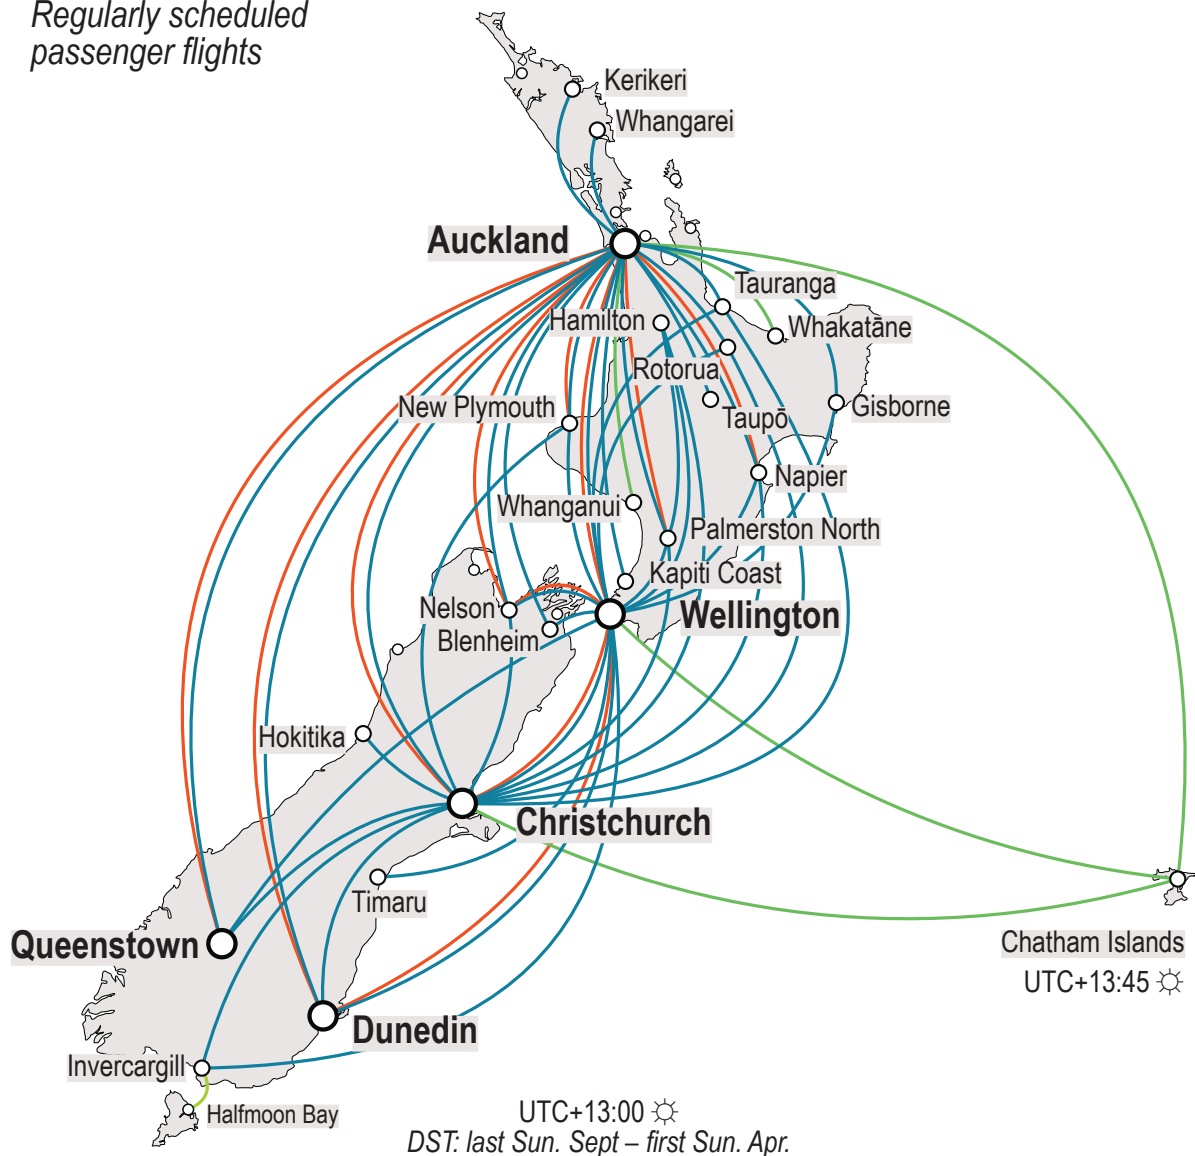 Regularly scheduled
passenger flights
Kerikeri
Whangarei
Auckland
Tauranga
Hamilton
Whakatāne
Rotorua
New Plymouth
Taupō
Gisborne
Napier
Whanganui
Palmerston North
Kapiti Coast
Nelson
Wellington
Blenheim
Hokitika
Christchurch
Timaru
Queenstown
Chatham Islands
UTC+13:45
Dunedin
Invercargill
Halfmoon Bay
UTC+13:00
DST: last Sun. Sept – first Sun. Apr.